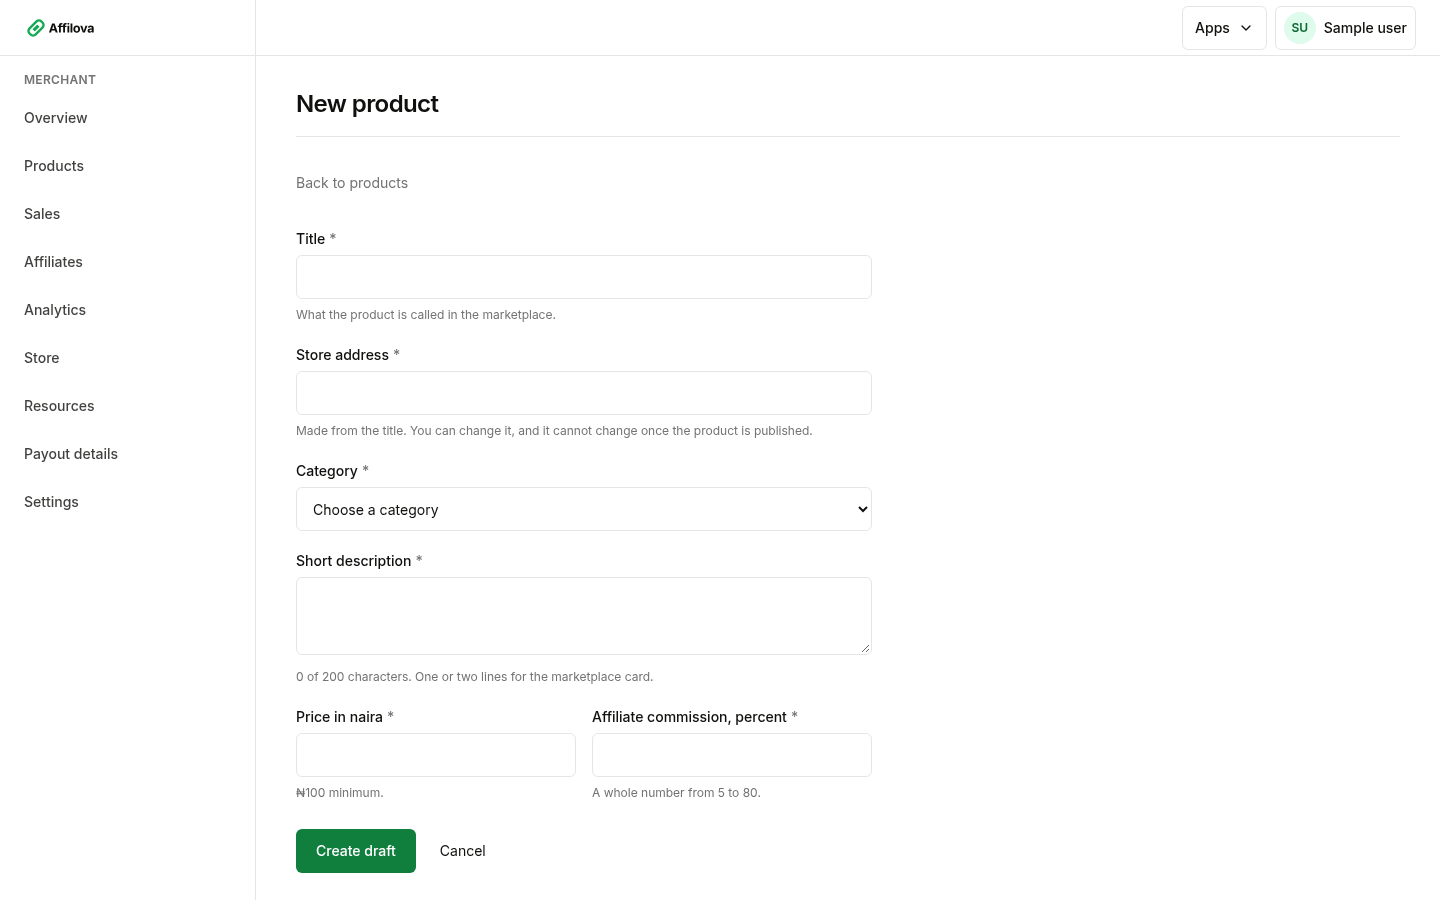 Affilova
Apps
SU
Sample user
MERCHANT
Overview
Products
Sales
Affiliates
Analytics
Store
Resources
Payout details
Settings
New product
Back to products
Title *
What the product is called in the marketplace.
Store address *
Made from the title. You can change it, and it cannot change once the product is published.
Category *
Choose a category
Short description *
0 of 200 characters. One or two lines for the marketplace card.
Price in naira *
₦100 minimum.
Affiliate commission, percent *
A whole number from 5 to 80.
Create draft
Cancel